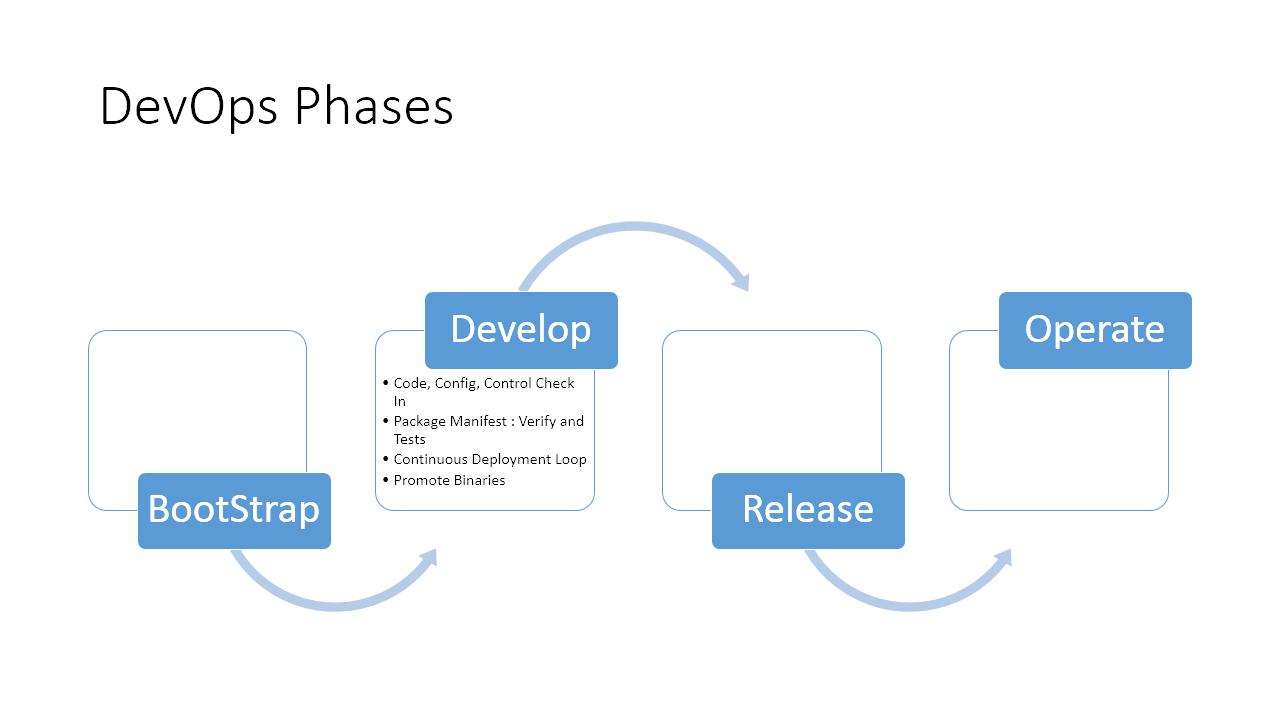 DevOps Phases
BootStrap
Develop
• Code, Config, Control Check
In
• Package Manifest : Verify and
Tests
• Continuous Deployment Loop
• Promote Binaries
Release
Operate